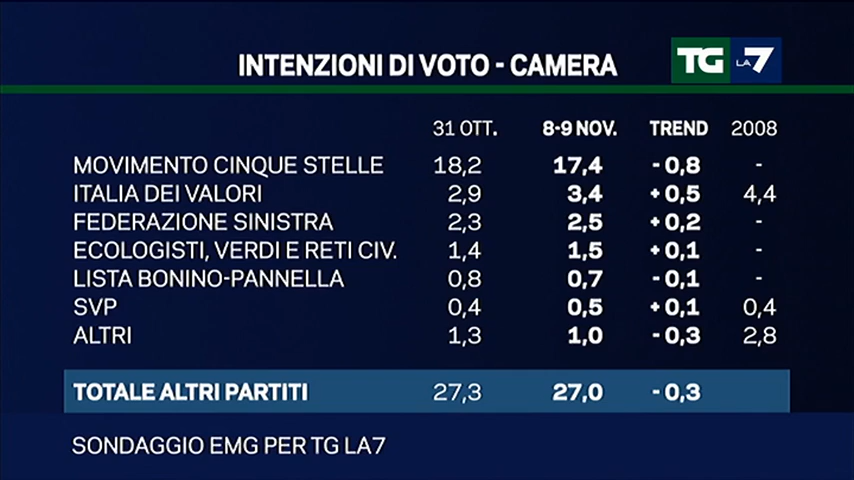 INTENZIONI DI VOTO - CAMERA
TG LA 7
31 OTT. 8-9 NOV. TREND 2008
MOVIMENTO CINQUE STELLE 18,2 17,4 - 0,8 -
ITALIA DEI VALORI 2,9 3,4 + 0,5 4,4
FEDERAZIONE SINISTRA 2,3 2,5 + 0,2 -
ECOLOGISTI, VERDI E RETI CIV. 1,4 1,5 + 0,1 -
LISTA BONINO-PANNELLA 0,8 0,7 - 0,1 -
SVP 0,4 0,5 + 0,1 0,4
ALTRI 1,3 1,0 - 0,3 2,8
TOTALE ALTRI PARTITI 27,3 27,0 - 0,3
SONDAGGIO EMG PER TG LA7